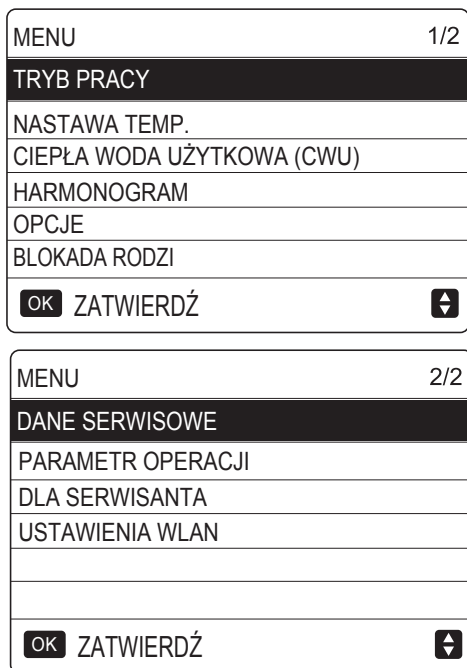 MENU 1/2
TRYB PRACY
NASTAWA TEMP.
CIEPŁA WODA UŻYTKOWA (CWU)
HARMONOGRAM
OPCJE
BLOKADA RODZI
OK ZATWIERDŹ
MENU 2/2
DANE SERWISOWE
PARAMETR OPERACJI
DLA SERWISANTA
USTAWIENIA WLAN
OK ZATWIERDŹ